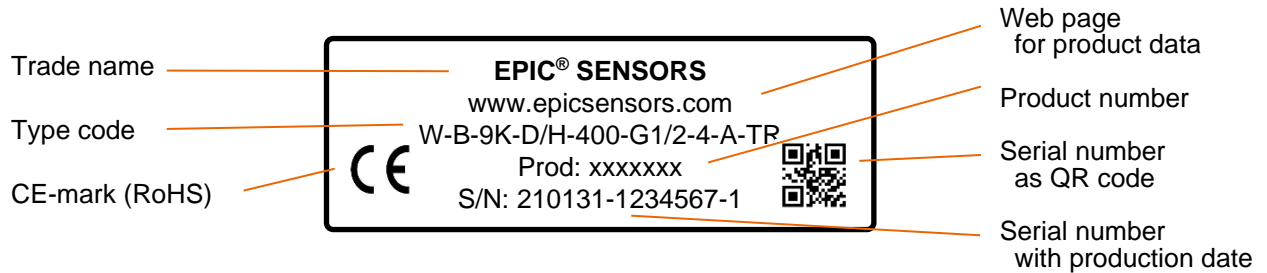 Trade name
Type code
CE-mark (RoHS)
EPIC® SENSORS
www.epicsensors.com
W-B-9K-D/H-400-G1/2-4-A-TR
Prod: xxxxxxx
S/N: 210131-1234567-1
CE
Web page
for product data
Product number
Serial number
as QR code
Serial number
with production date